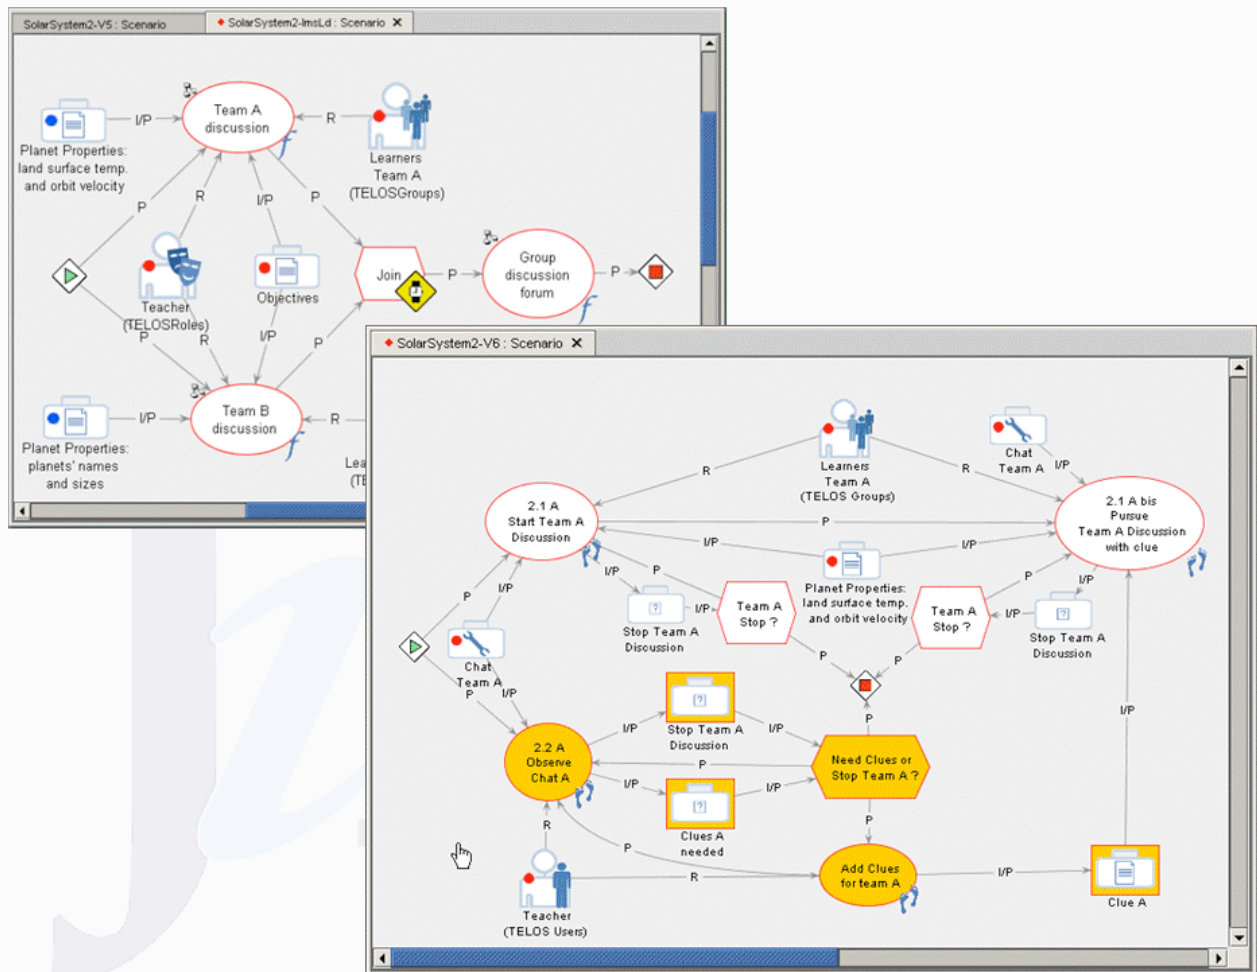 SolarSystem2-V5 : Scenario
SolarSystem2-ImsLd : Scenario
Team A
discussion
I/P
R
Planet Properties:
land surface temp.
and orbit velocity
Learners
Team A
(TELOSGroups)
P
R
I/P
P
Teacher
(TELOSRoles)
Objectives
Join
P
Group
discussion
forum
P
P
R
I/P
P
Team B
discussion
I/P
R
Planet Properties:
planets' names
and sizes
SolarSystem2-V6 : Scenario
Learners
Team A
(TELOS Groups)
Chat
Team A
R
R
I/P
2.1 A
Start Team A
Discussion
2.1 A bis
Pursue
Team A Discussion
with clue
P
I/P
I/P
P
I/P
P
I/P
P
I/P
Planet Properties:
land surface temp.
and orbit velocity
Team A
Stop ?
Team A
Stop ?
I/P
I/P
Stop Team A
Discussion
Stop Team A
Discussion
Chat
Team A
P
I/P
P
P
I/P
P
2.2 A
Observe
Chat A
I/P
Stop Team A
Discussion
I/P
P
Need Clues or
Stop Team A ?
I/P
I/P
Clues A
needed
P
R
P
Teacher
(TELOS Users)
R
Add Clues
for team A
I/P
Clue A